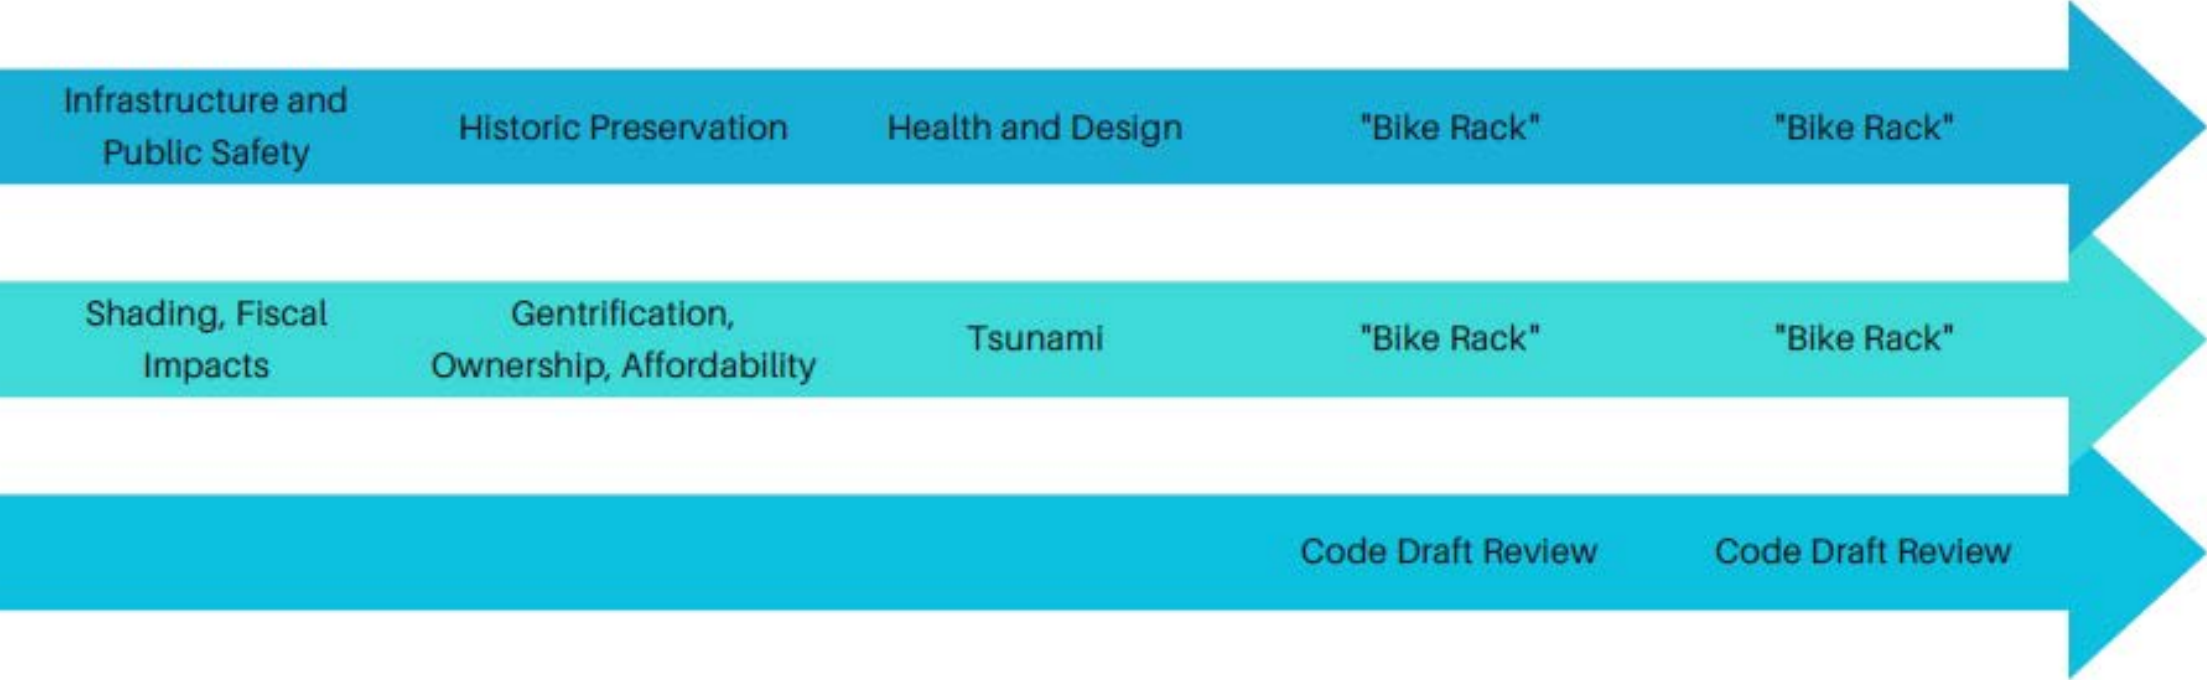 Infrastructure and
Public Safety
Historic Preservation
Health and Design
"Bike Rack"
"Bike Rack"
Shading, Fiscal
Impacts
Gentrification,
Ownership, Affordability
Tsunami
"Bike Rack"
"Bike Rack"
Code Draft Review
Code Draft Review